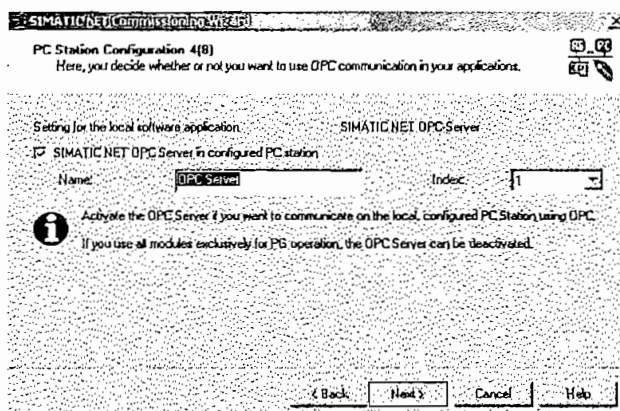 SIMATIC NET Commissioning Wizard
PC Station Configuration 4(8)
Here, you decide whether or not you want to use OPC communication in your applications.
Setting for the local software application
SIMATIC NET OPC-Server
SIMATIC NET OPC Server in configured PC station
Name:
OPC Server
Index:
1
Activate the OPC Server if you want to communicate on the local, configured PC Station using OPC.
If you use all modules exclusively for PG operation, the OPC Server can be deactivated.
< Back
Next >
Cancel
Help